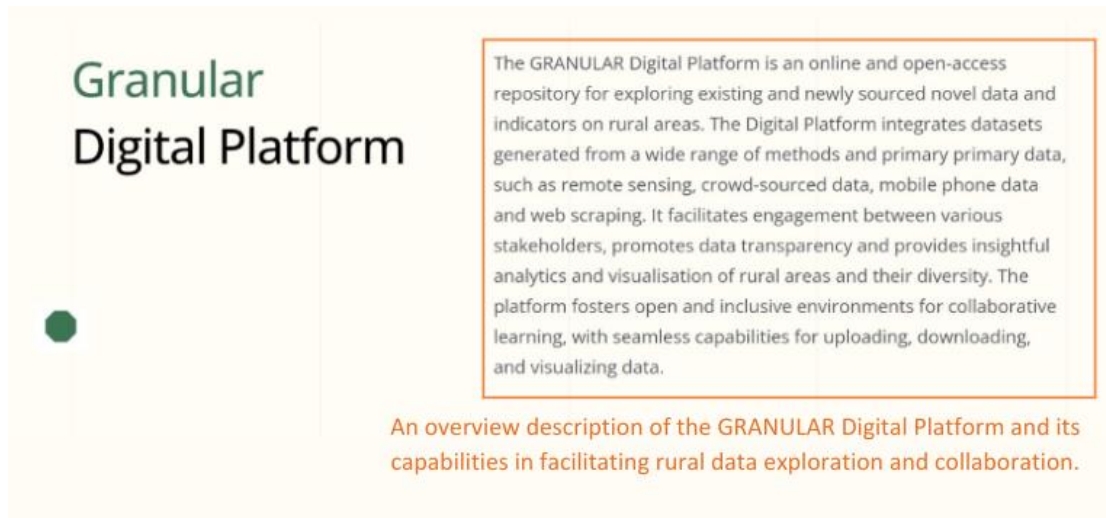 Granular
Digital Platform
The GRANULAR Digital Platform is an online and open-access
repository for exploring existing and newly sourced novel data and
indicators on rural areas. The Digital Platform integrates datasets
generated from a wide range of methods and primary primary data,
such as remote sensing, crowd-sourced data, mobile phone data
and web scraping. It facilitates engagement between various
stakeholders, promotes data transparency and provides insightful
analytics and visualisation of rural areas and their diversity. The
platform fosters open and inclusive environments for collaborative
learning, with seamless capabilities for uploading, downloading,
and visualizing data.
An overview description of the GRANULAR Digital Platform and its
capabilities in facilitating rural data exploration and collaboration.